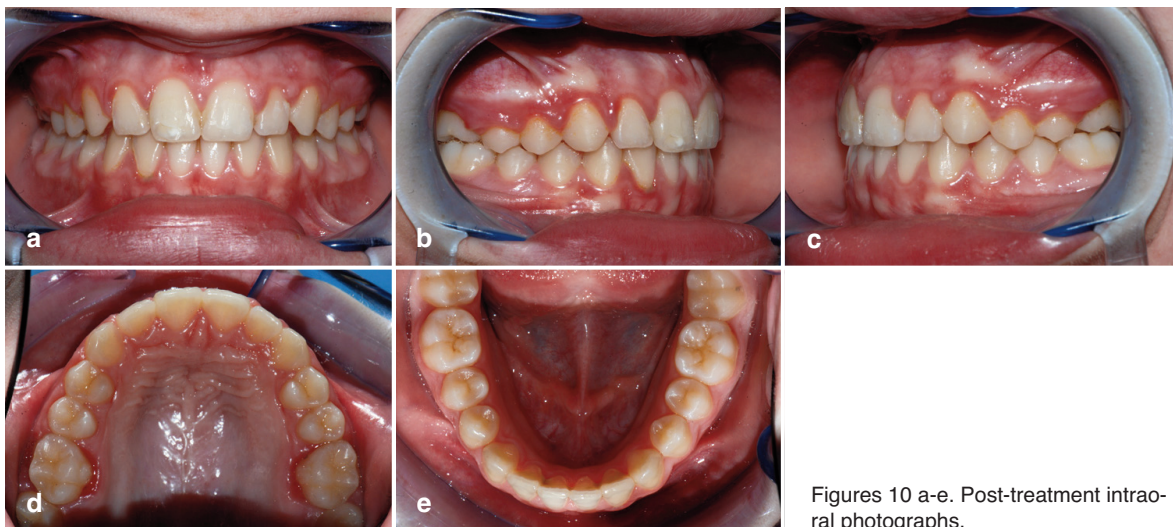 a
b
c
d
e
Figures 10 a-e. Post-treatment intrao-
ral photographs.